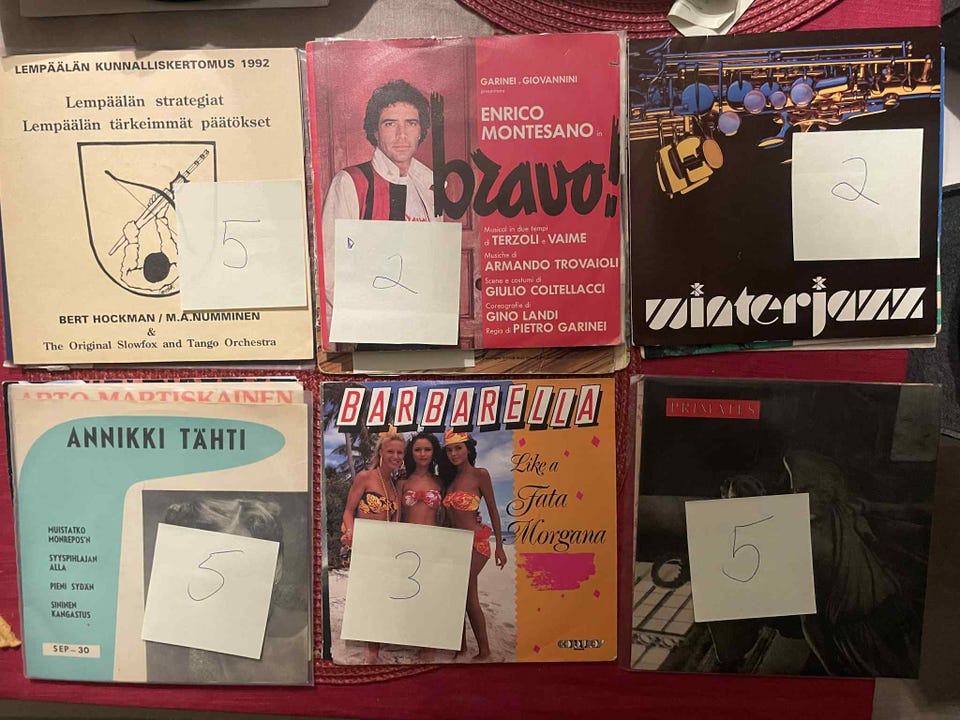 LEMPÄÄLÄN KUNNALLISKERTOMUS 1992
Lempäälän strategiat
Lempäälän tärkeimmät päätökset
5
BERT HOCKMAN / M.A. NUMMINEN
&
The Original Slowfox and Tango Orchestra
GARINEI - GIOVANNINI
presentano
ENRICO
MONTESANO in
bravo!
Musical in due tempi
di TERZOLI e VAIME
Musiche di
ARMANDO TROVAIOLI
Scene e costumi di
GIULIO COLTELLACCI
Coreografie di
GINO LANDI
Regia di PIETRO GARINEI
2
2
winterjazz
ARTO MARTISKAINEN
ANNIKKI TÄHTI
MUISTATKO
MONREPOS'N
SYYSPIHLAJAN
ALLA
PIENI SYDÄN
SININEN
KANGASTUS
SEP-30
5
BARBARELLA
Like a
Fata
Morgana
3
PRIMATES
5